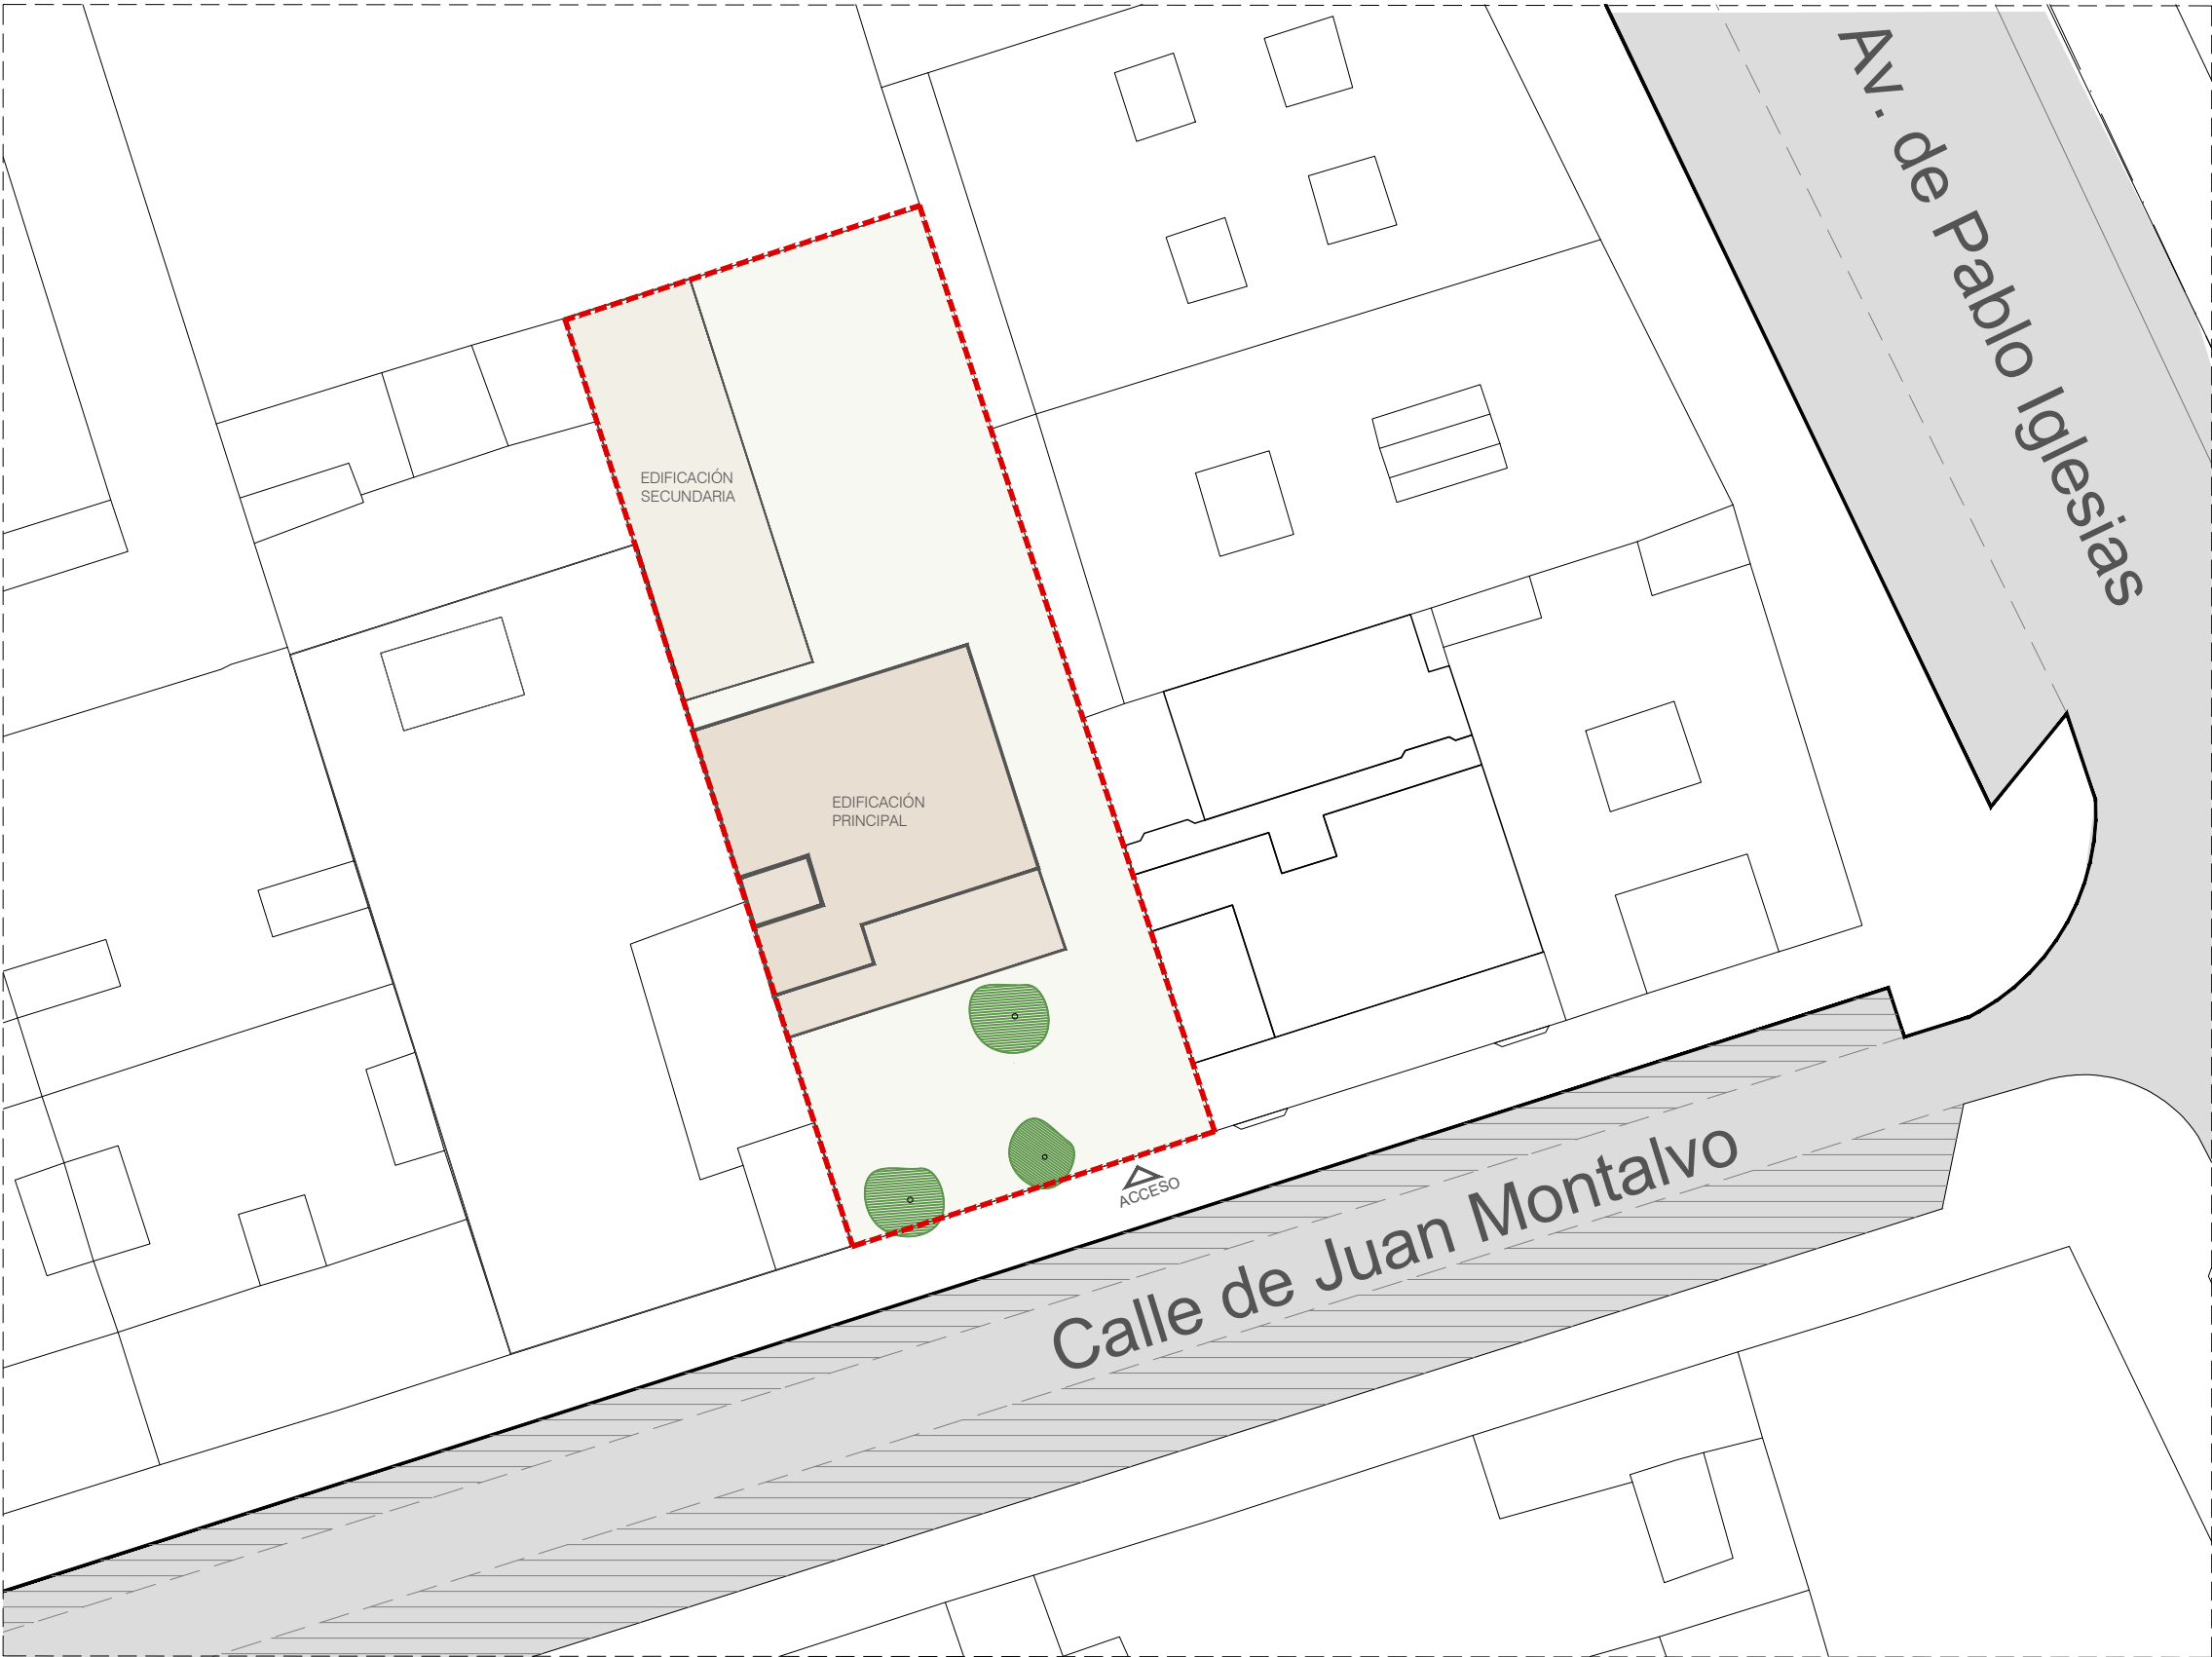 Av. de Pablo Iglesias
EDIFICACIÓN
SECUNDARIA
EDIFICACIÓN
PRINCIPAL
ACCESO
Calle de Juan Montalvo